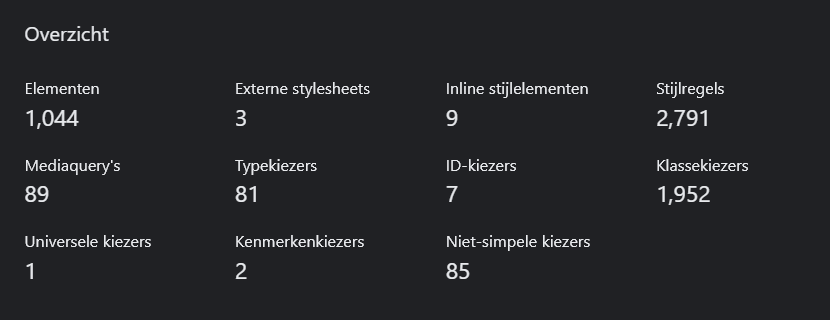 Overzicht
Elementen Externe stylesheets Inline stijlelementen Stijlregels
1,044 3 9 2,791
Mediaquery's Typekiezers ID-kiezers Klassekiezers
89 81 7 1,952
Universele kiezers Kenmerkenkiezers Niet-simpele kiezers
1 2 85